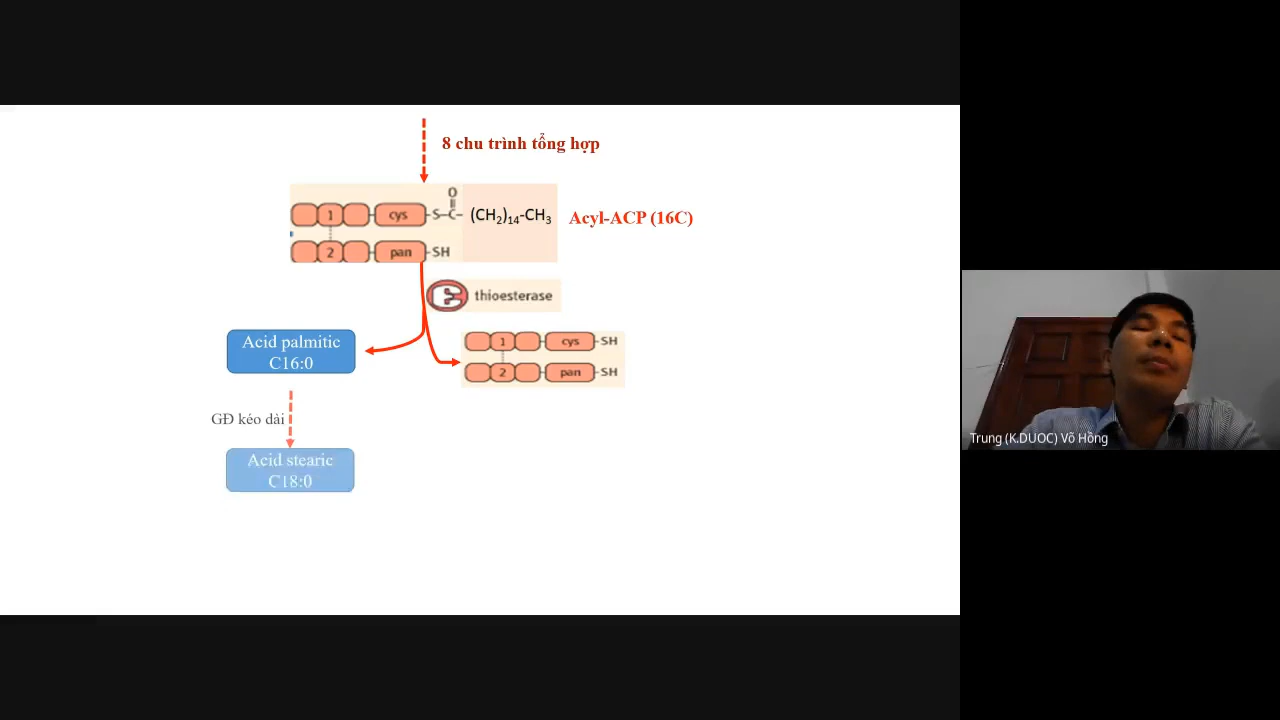 8 chu trình tổng hợp
O
1 cys -S-C- (CH₂)₁₄-CH₃
Acyl-ACP (16C)
2 pan -SH
thioesterase
Acid palmitic
C16:0
1 cys -SH
2 pan -SH
GĐ kéo dài
Acid stearic
C18:0
Trung (K.DUOC) Võ Hồng